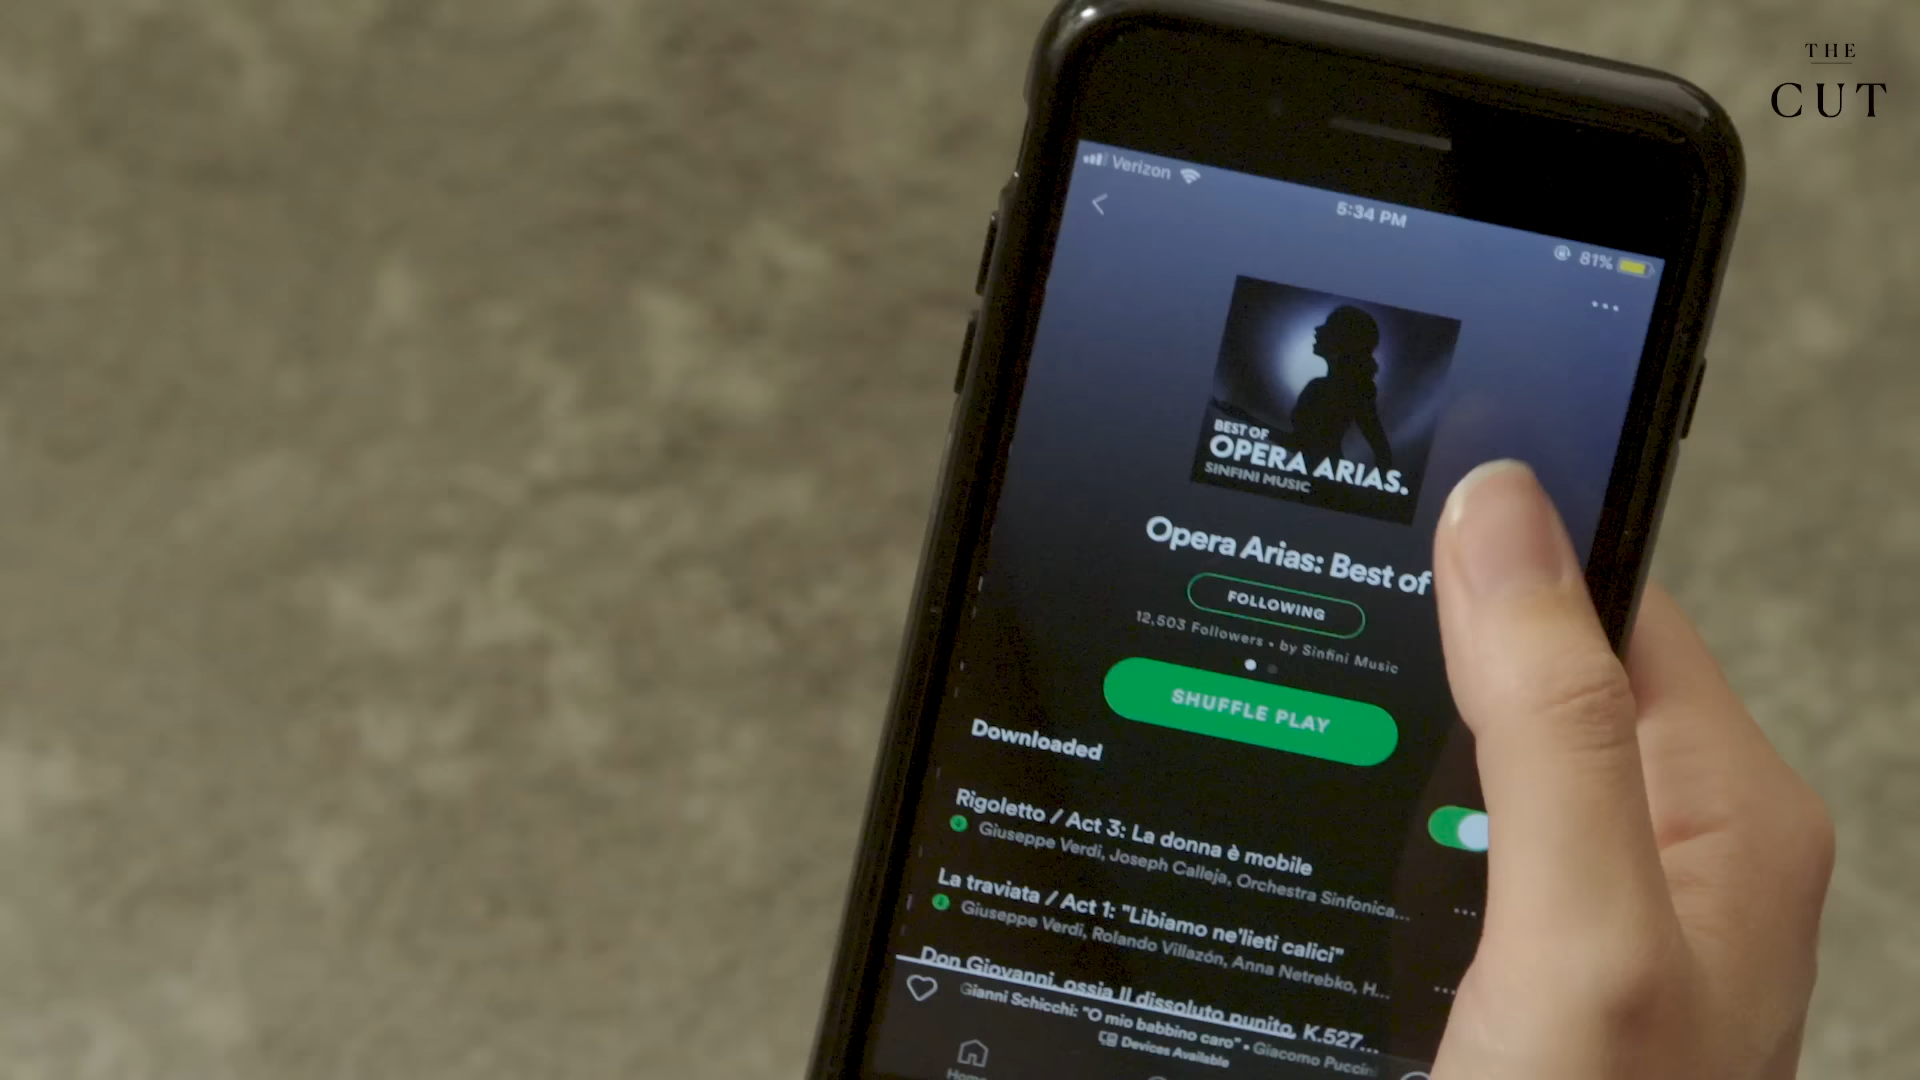 THE
CUT
Verizon
5:34 PM
81%
BEST OF
OPERA ARIAS.
SINFINI MUSIC
Opera Arias: Best of
FOLLOWING
12,503 Followers • by Sinfini Music
SHUFFLE PLAY
Downloaded
Rigoletto / Act 3: La donna è mobile
Giuseppe Verdi, Joseph Calleja, Orchestra Sinfonica...
La traviata / Act 1: "Libiamo ne'lieti calici"
Giuseppe Verdi, Rolando Villazón, Anna Netrebko, H...
Don Giovanni, ossia Il dissoluto punito, K.527...
Gianni Schicchi: "O mio babbino caro" • Giacomo Puccini
Devices Available
Home